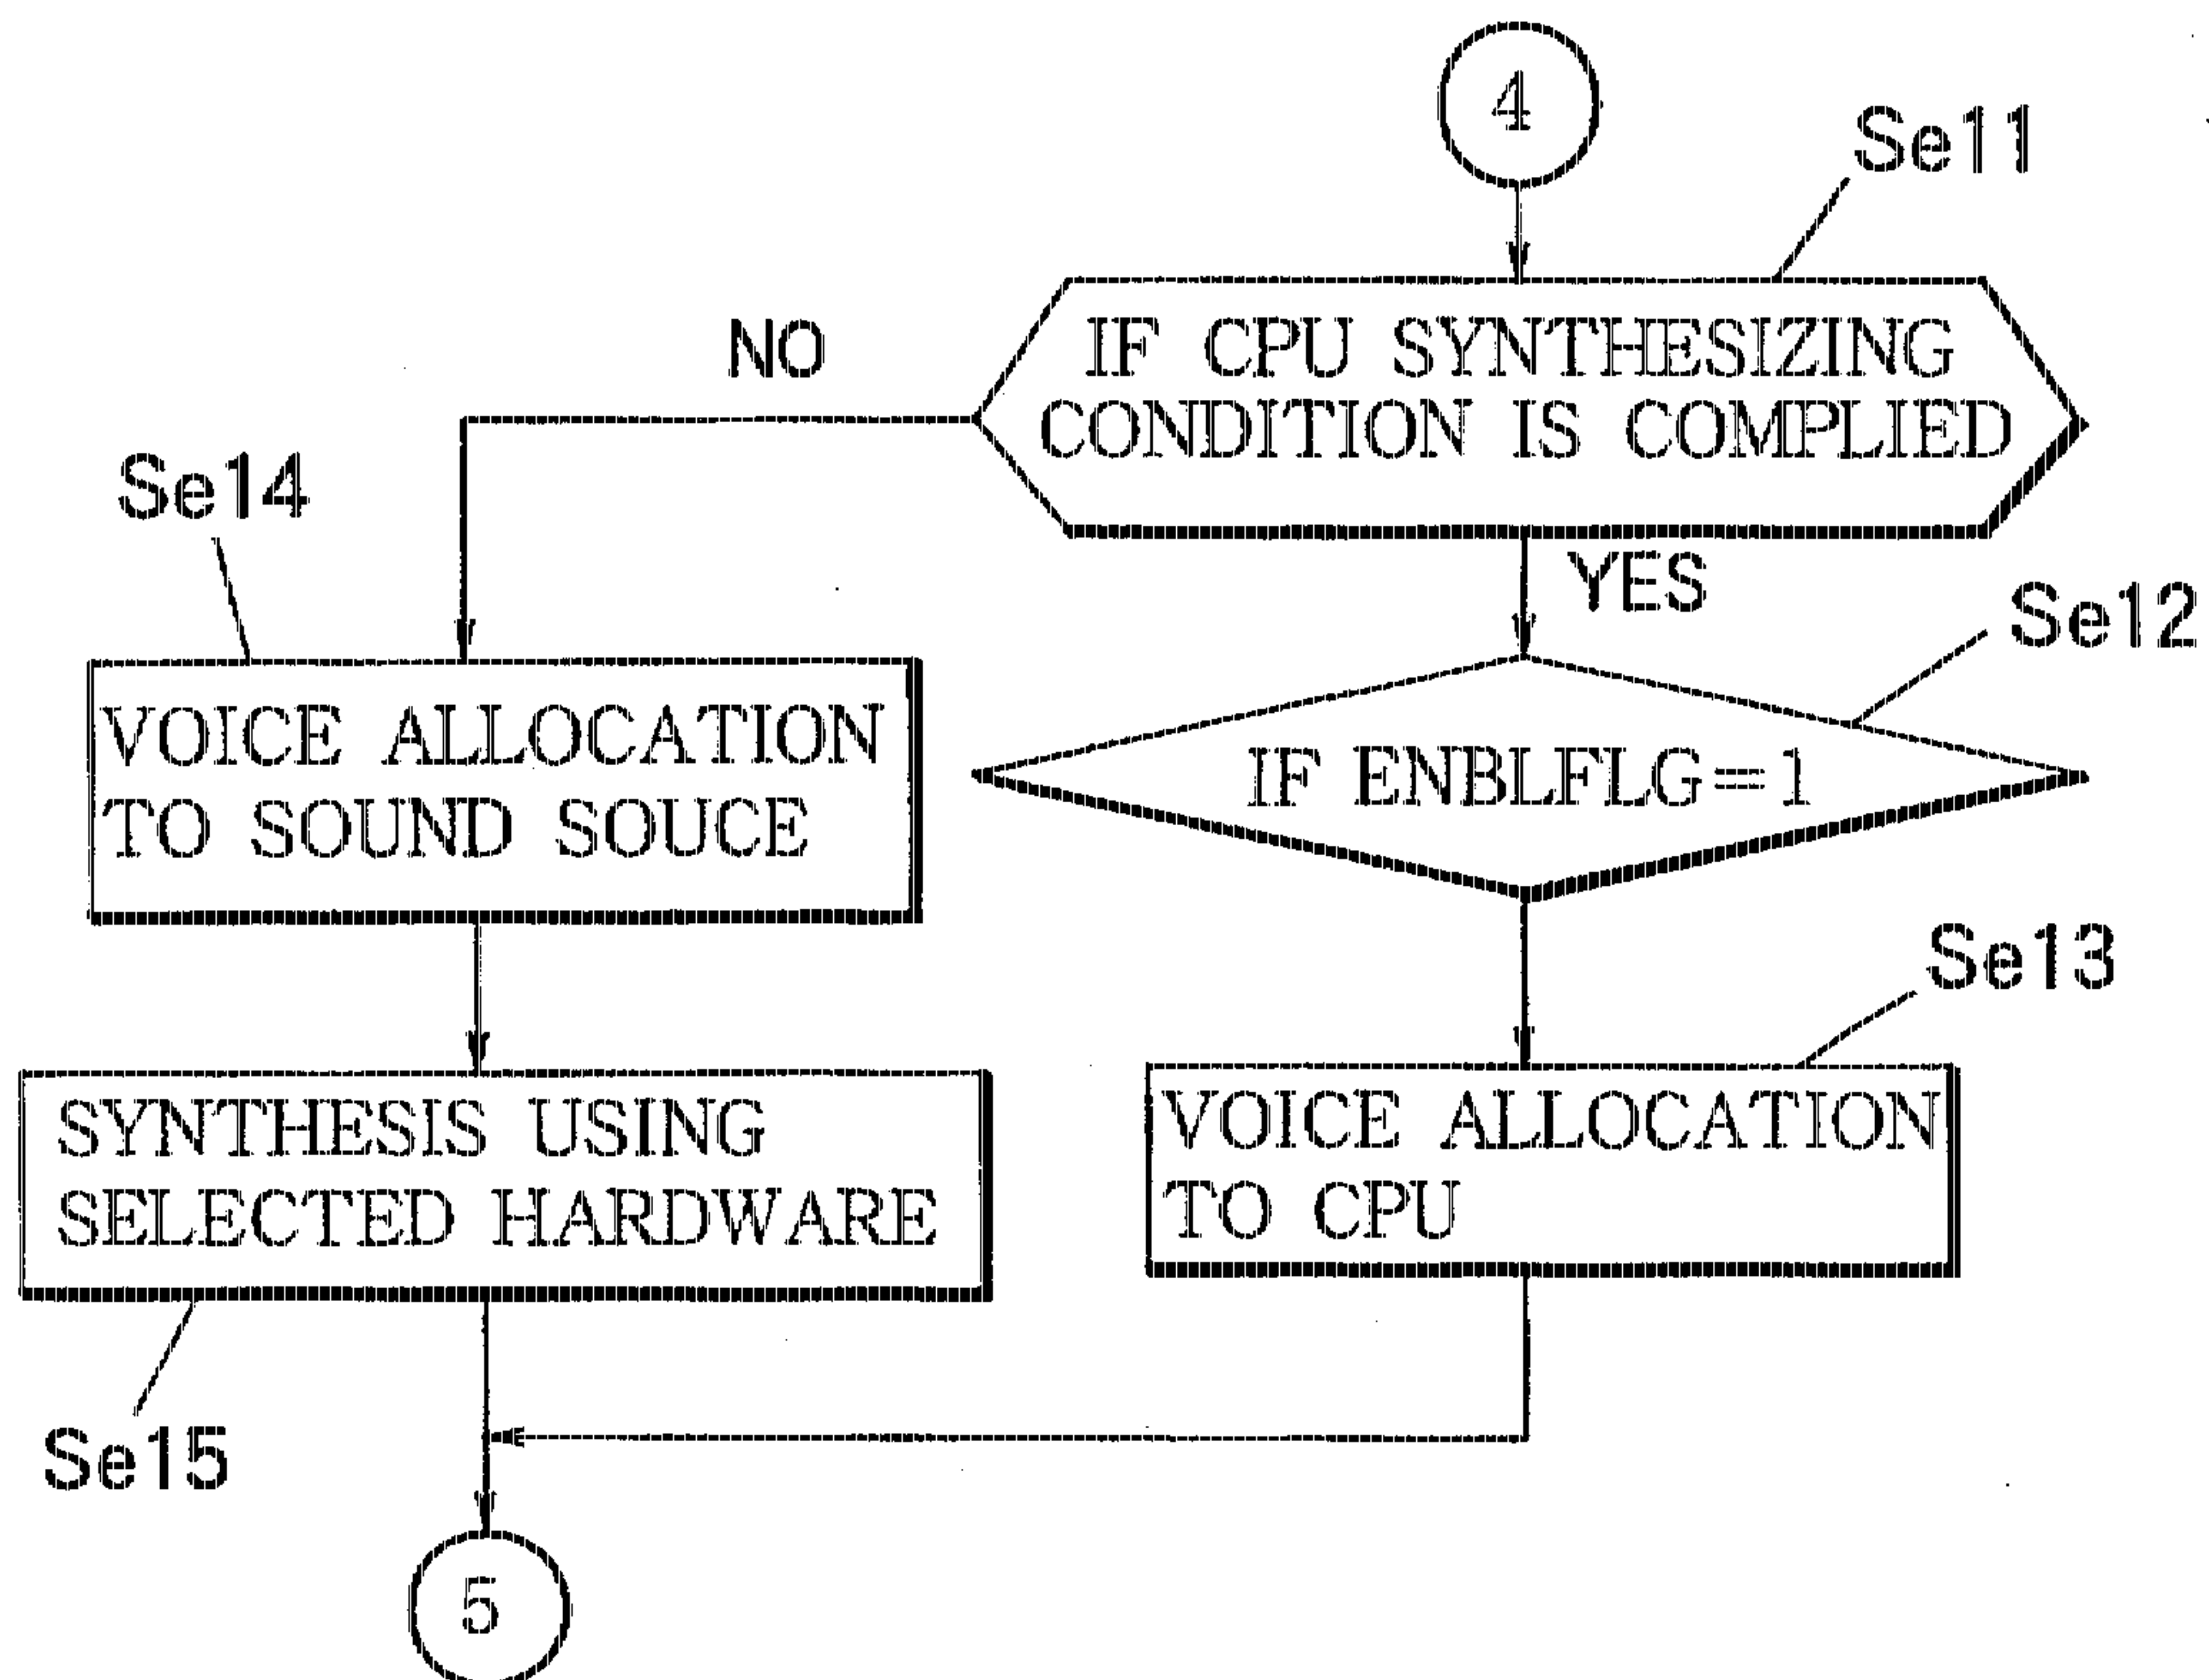 4
Se11
NO
IF CPU SYNTHESIZING
CONDITION IS COMPLIED
Se14
YES
Se12
VOICE ALLOCATION
TO SOUND SOUCE
IF ENBLFLG=1
Se13
SYNTHESIS USING
SELECTED HARDWARE
VOICE ALLOCATION
TO CPU
Se15
5